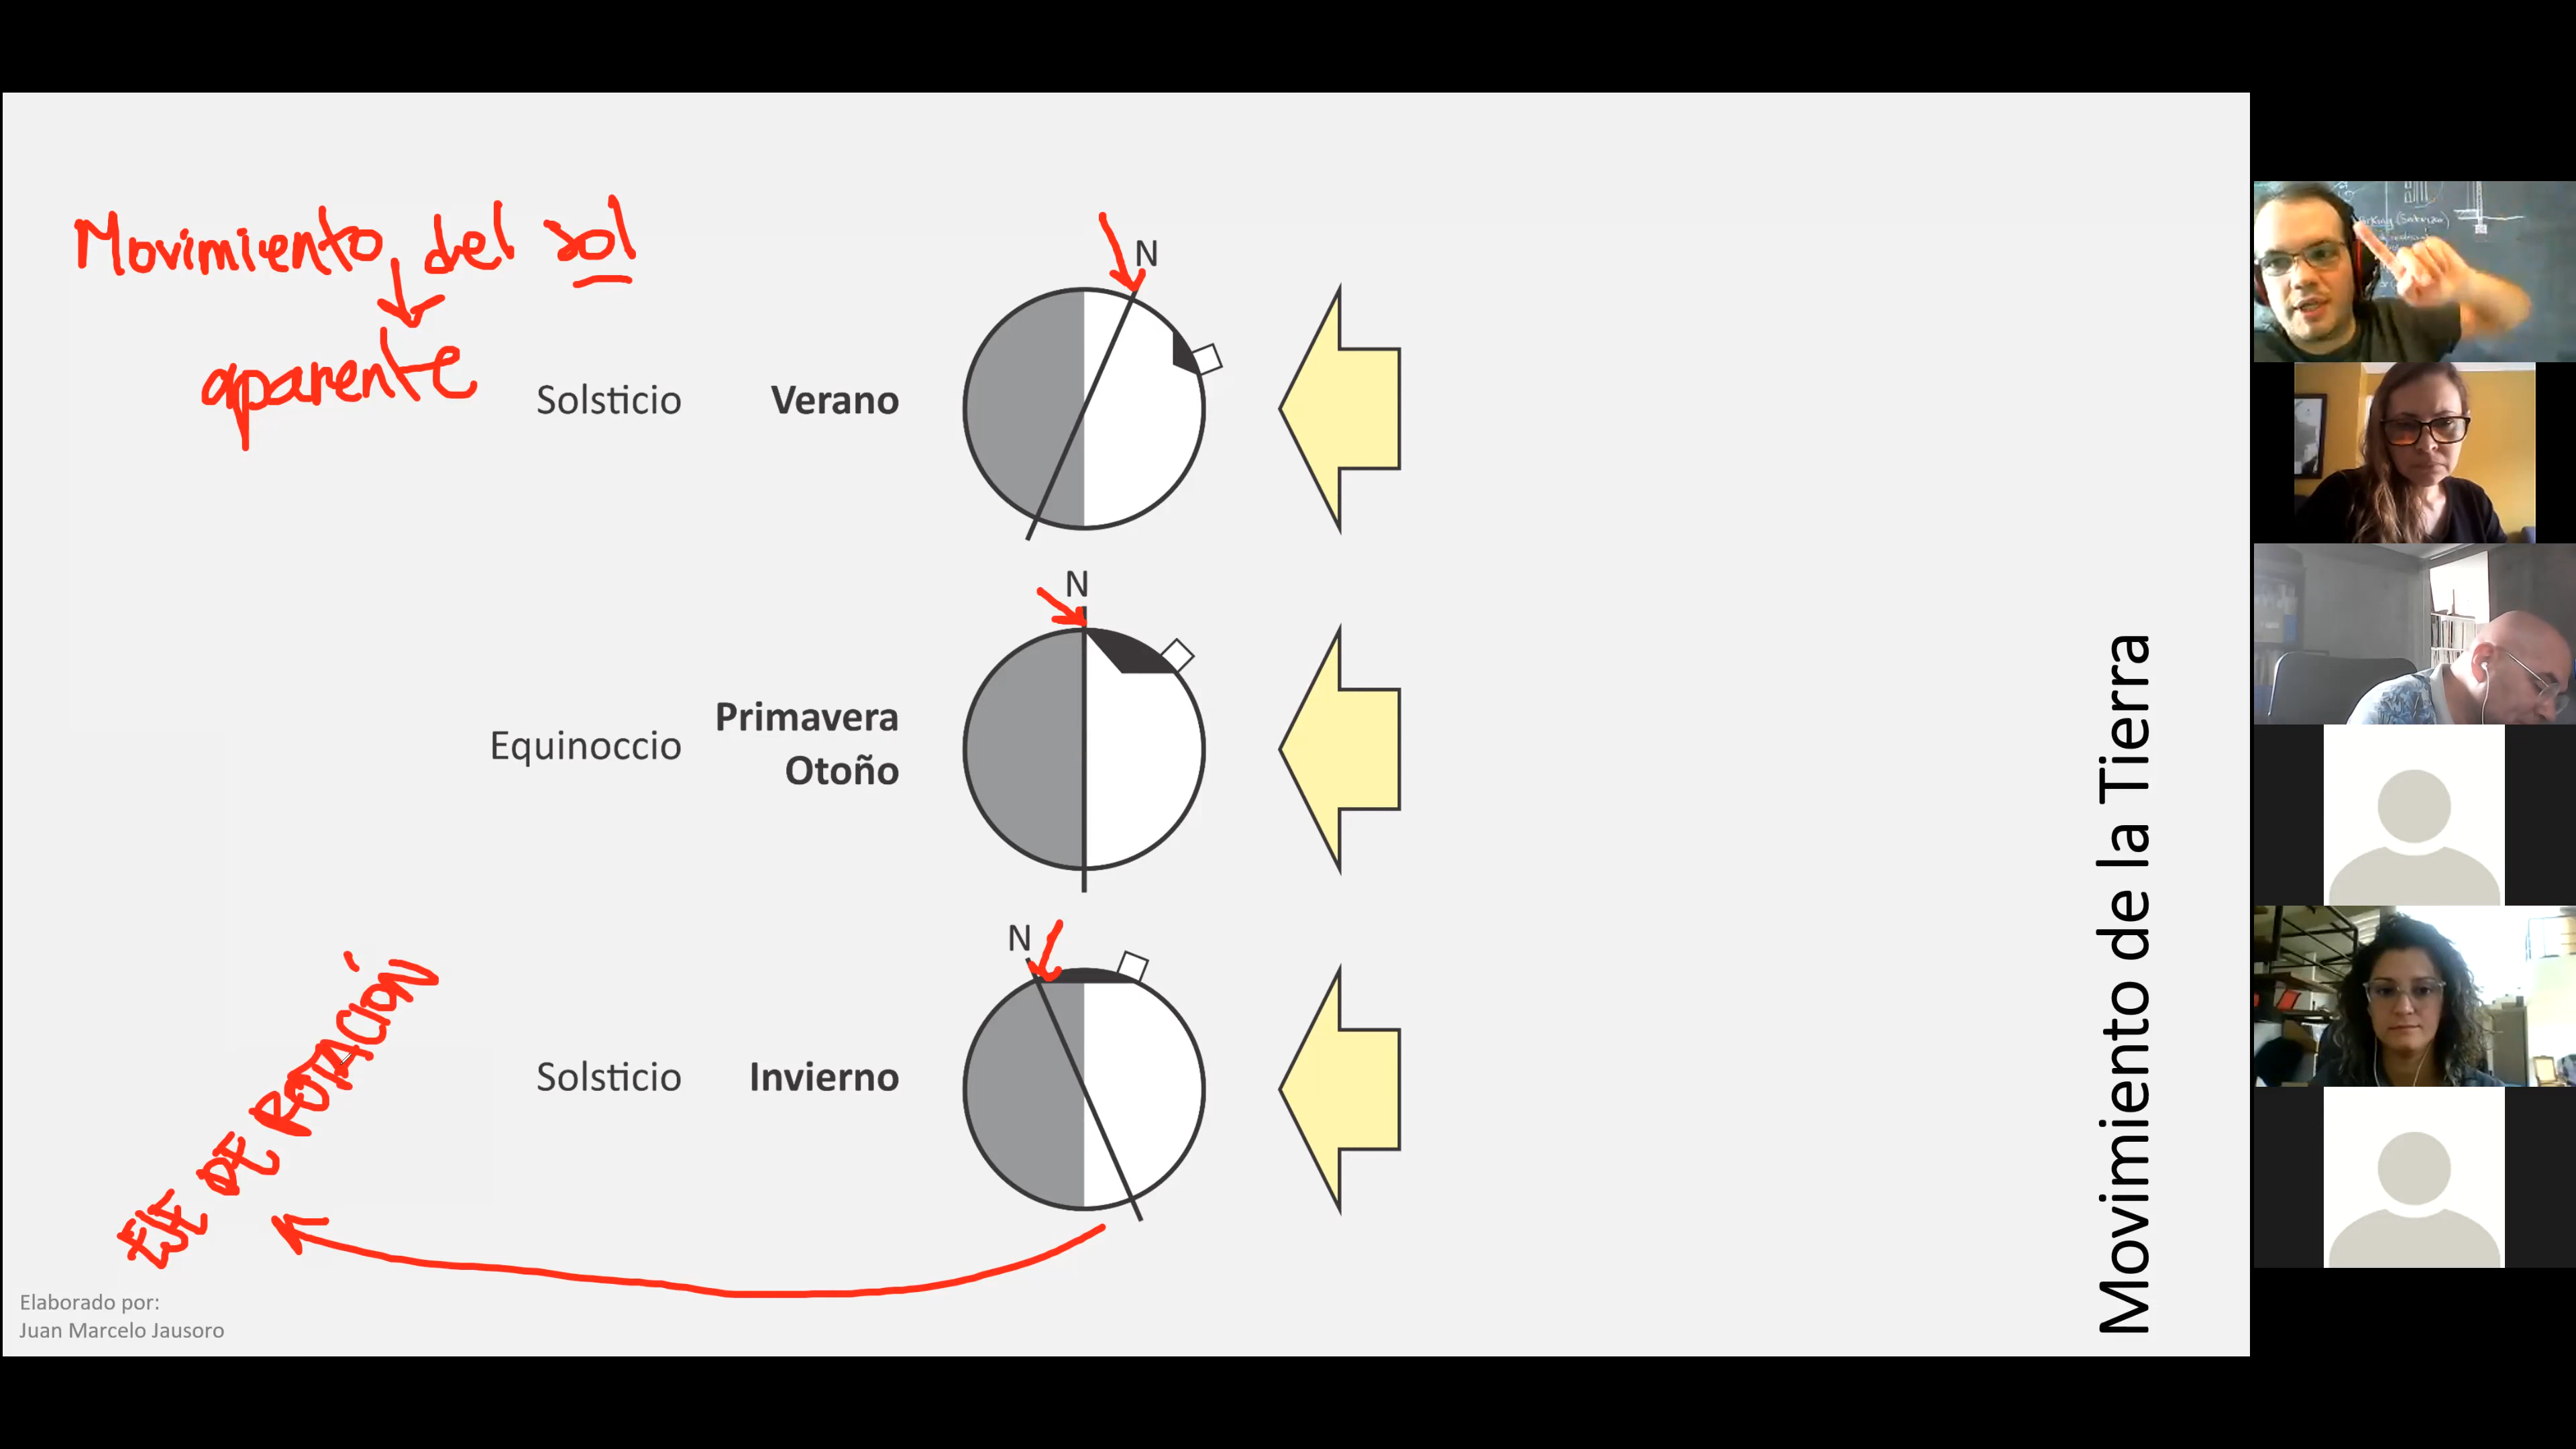 Movimiento del sol
aparente
N
Solsticio Verano
N
Equinoccio Primavera
Otoño
N
Solsticio Invierno
EJE DE ROTACIÓN
Elaborado por:
Juan Marcelo Jausoro
Movimiento de la Tierra